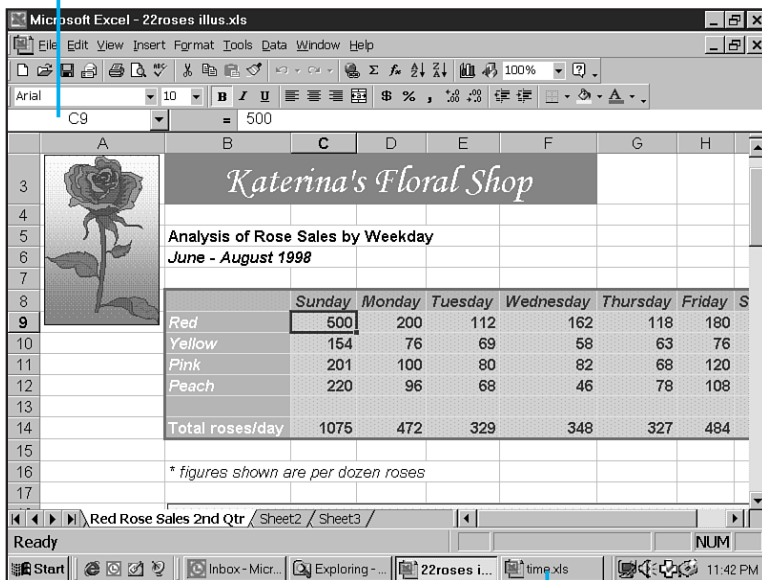 Microsoft Excel - 22roses illus.xls
File Edit View Insert Format Tools Data Window Help
100%
Arial 10 B I U $ % ,
C9 = 500
A B C D E F G H
3 Katerina's Floral Shop
4
5 Analysis of Rose Sales by Weekday
6 June - August 1998
7
8 Sunday Monday Tuesday Wednesday Thursday Friday S
9 Red 500 200 112 162 118 180
10 Yellow 154 76 69 58 63 76
11 Pink 201 100 80 82 68 120
12 Peach 220 96 68 46 78 108
13
14 Total roses/day 1075 472 329 348 327 484
15
16 * figures shown are per dozen roses
17
Red Rose Sales 2nd Qtr Sheet2 Sheet3
Ready NUM
Start Inbox - Micr... Exploring - ... 22roses i... time.xls 11:42 PM